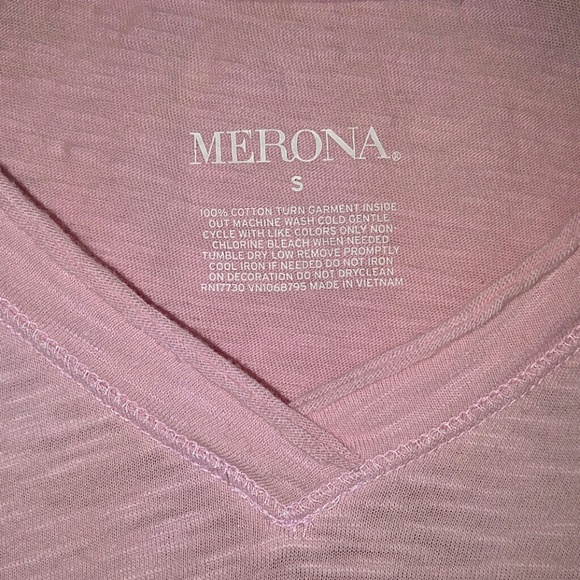 MERONA®
S
100% COTTON TURN GARMENT INSIDE
OUT MACHINE WASH COLD GENTLE
CYCLE WITH LIKE COLORS ONLY NON-
CHLORINE BLEACH WHEN NEEDED
TUMBLE DRY LOW REMOVE PROMPTLY
COOL IRON IF NEEDED DO NOT IRON
ON DECORATION DO NOT DRYCLEAN
RN17730 VN1068795 MADE IN VIETNAM